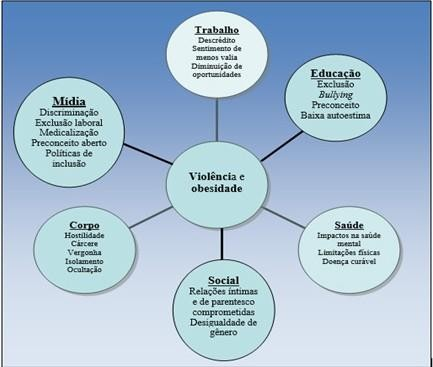 Trabalho
Descrédito
Sentimento de
menos valia
Diminuição de
oportunidades
Educação
Exclusão
Bullying
Preconceito
Baixa autoestima
Mídia
Discriminação
Exclusão laboral
Medicalização
Preconceito aberto
Políticas de
inclusão
Violência e
obesidade
Corpo
Hostilidade
Cárcere
Vergonha
Isolamento
Ocultação
Saúde
Impactos na saúde
mental
Limitações físicas
Doença curável
Social
Relações íntimas
e de parentesco
comprometidas
Desigualdade de
gênero